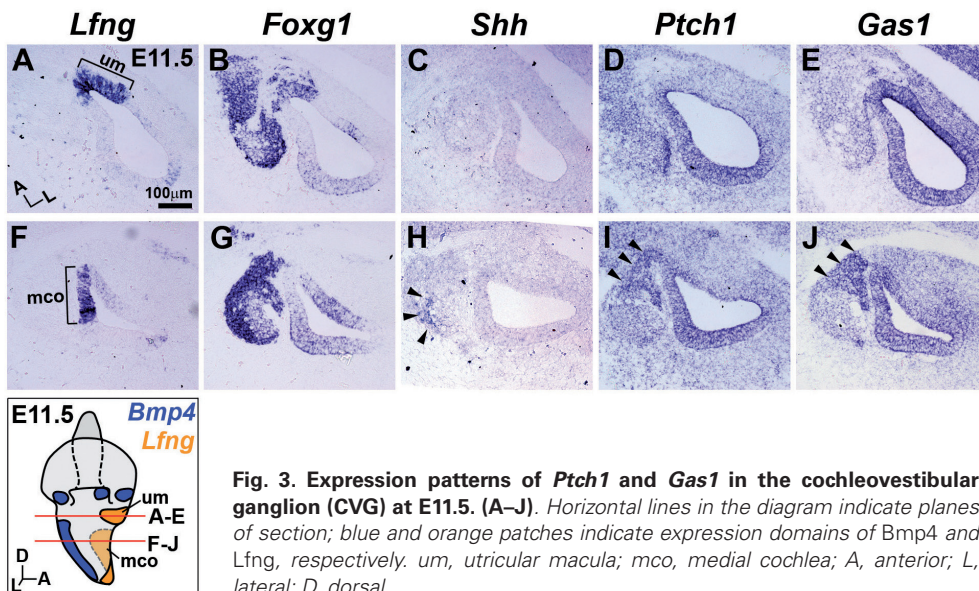 Lfng Foxg1 Shh Ptch1 Gas1
A um E11.5 B C D E
A L 100μm
F mco G H I J
E11.5 Bmp4
Lfng
um
A-E
F-J
mco
D
L A
Fig. 3. Expression patterns of Ptch1 and Gas1 in the cochleovestibular
ganglion (CVG) at E11.5. (A–J). Horizontal lines in the diagram indicate planes
of section; blue and orange patches indicate expression domains of Bmp4 and
Lfng, respectively. um, utricular macula; mco, medial cochlea; A, anterior; L,
lateral; D, dorsal.